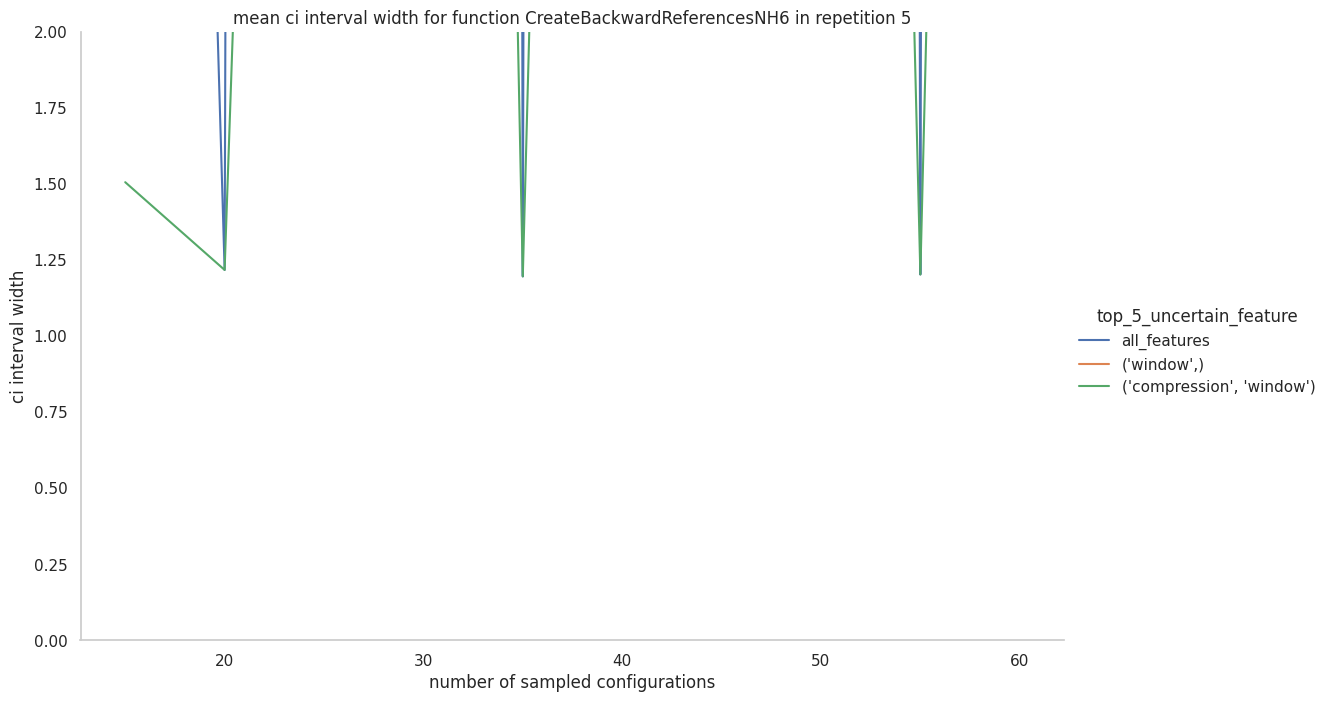 mean ci interval width for function CreateBackwardReferencesNH6 in repetition 5
2.00
1.75
1.50
1.25
1.00
0.75
0.50
0.25
0.00
ci interval width
20 30 40 50 60
number of sampled configurations
top_5_uncertain_feature
all_features
('window',)
('compression', 'window')